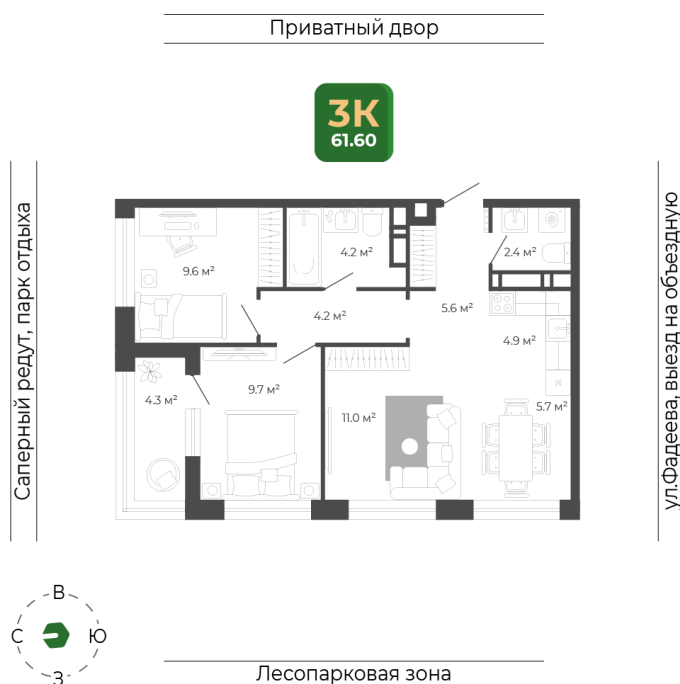 Приватный двор
3К
61.60
Саперный редут, парк отдыха
ул.Фадеева, выезд на объездную
9.6 м²
4.2 м²
2.4 м²
4.2 м²
5.6 м²
4.9 м²
4.3 м²
9.7 м²
11.0 м²
5.7 м²
В
С
Ю
З
Лесопарковая зона